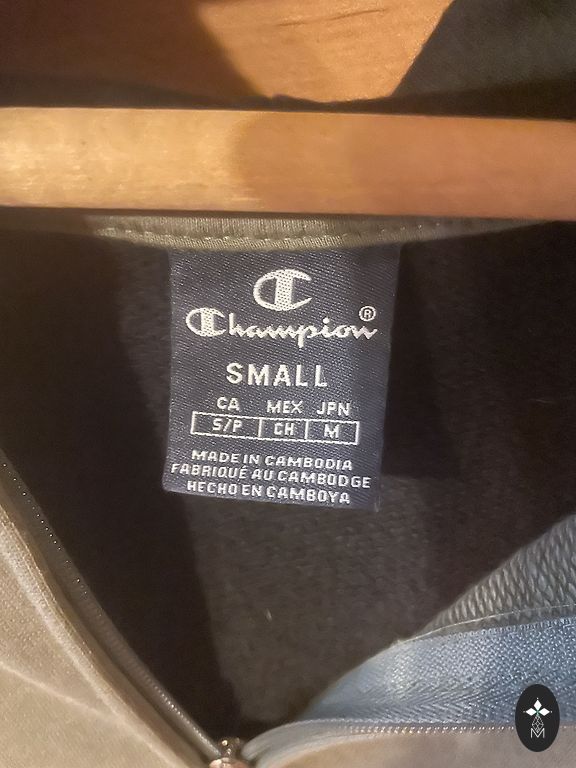 Champion®
SMALL
CA MEX JPN
S/P CH M
MADE IN CAMBODIA
FABRIQUÉ AU CAMBODGE
HECHO EN CAMBOYA
M